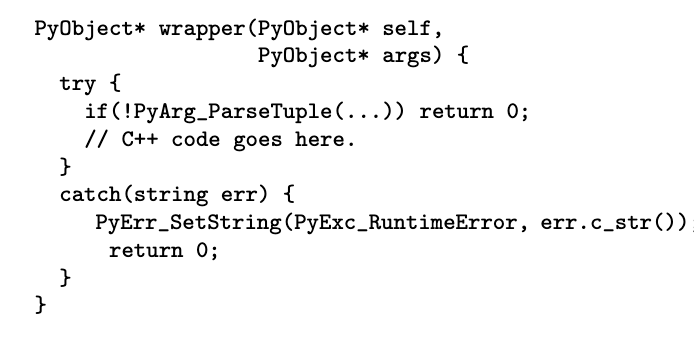 PyObject* wrapper(PyObject* self,
                  PyObject* args) {
  try {
    if(!PyArg_ParseTuple(...)) return 0;
    // C++ code goes here.
  }
  catch(string err) {
     PyErr_SetString(PyExc_RuntimeError, err.c_str());
      return 0;
  }
}